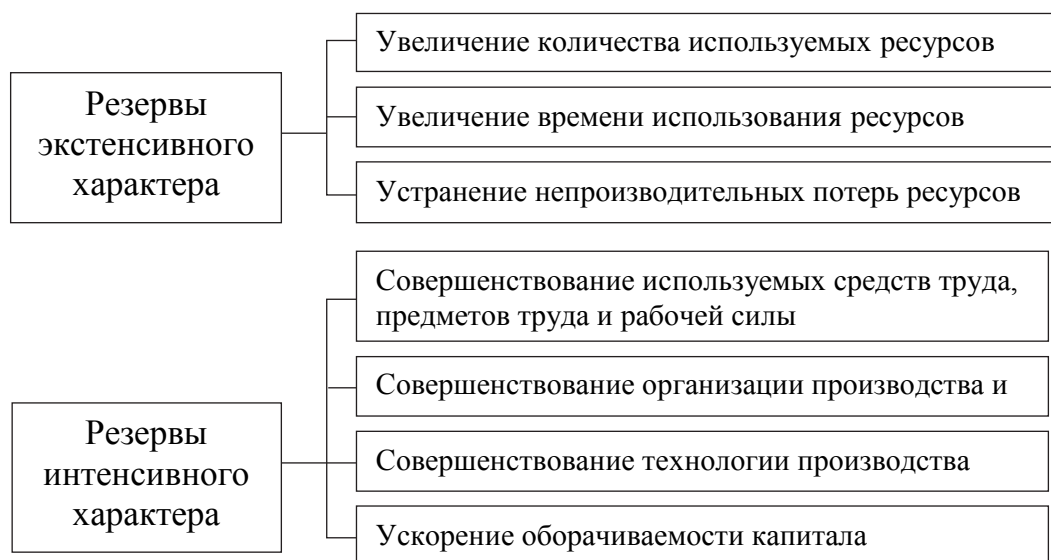 Резервы
экстенсивного
характера
Увеличение количества используемых ресурсов
Увеличение времени использования ресурсов
Устранение непроизводительных потерь ресурсов
Резервы
интенсивного
характера
Совершенствование используемых средств труда,
предметов труда и рабочей силы
Совершенствование организации производства и
Совершенствование технологии производства
Ускорение оборачиваемости капитала